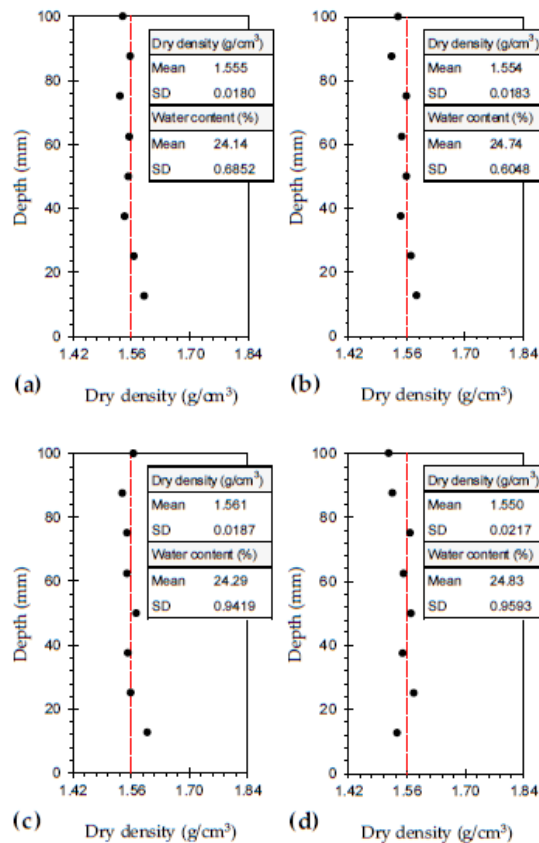 100
80
60
40
20
0
Depth (mm)
Dry density (g/cm³)
Mean 1.555
SD 0.0180
Water content (%)
Mean 24.14
SD 0.6852
1.42 1.56 1.70 1.84
(a) Dry density (g/cm³)
100
80
60
40
20
0
Depth (mm)
Dry density (g/cm³)
Mean 1.554
SD 0.0183
Water content (%)
Mean 24.74
SD 0.6048
1.42 1.56 1.70 1.84
(b) Dry density (g/cm³)
100
80
60
40
20
0
Depth (mm)
Dry density (g/cm³)
Mean 1.561
SD 0.0187
Water content (%)
Mean 24.29
SD 0.9419
1.42 1.56 1.70 1.84
(c) Dry density (g/cm³)
100
80
60
40
20
0
Depth (mm)
Dry density (g/cm³)
Mean 1.550
SD 0.0217
Water content (%)
Mean 24.83
SD 0.9593
1.42 1.56 1.70 1.84
(d) Dry density (g/cm³)